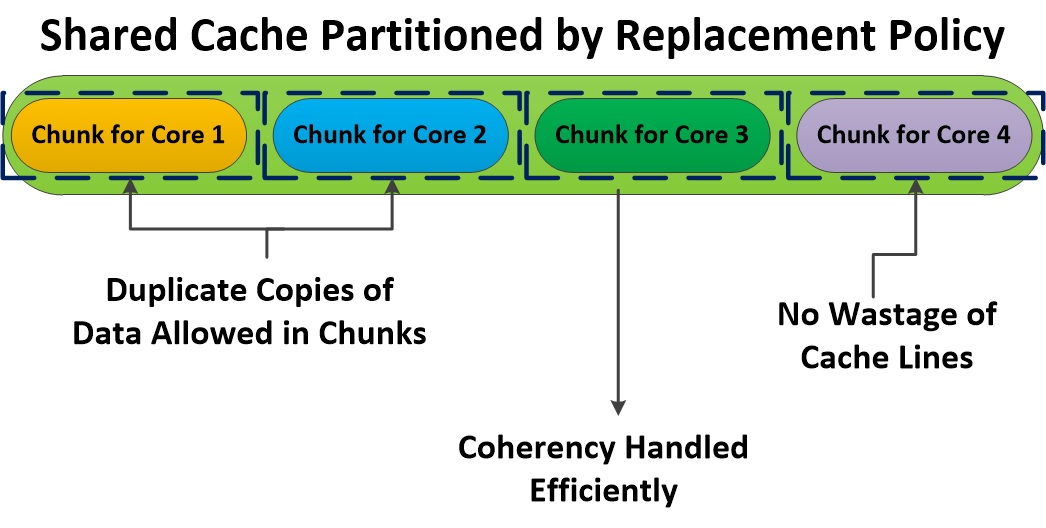 Shared Cache Partitioned by Replacement Policy
Chunk for Core 1
Chunk for Core 2
Chunk for Core 3
Chunk for Core 4
Duplicate Copies of
Data Allowed in Chunks
No Wastage of
Cache Lines
Coherency Handled
Efficiently